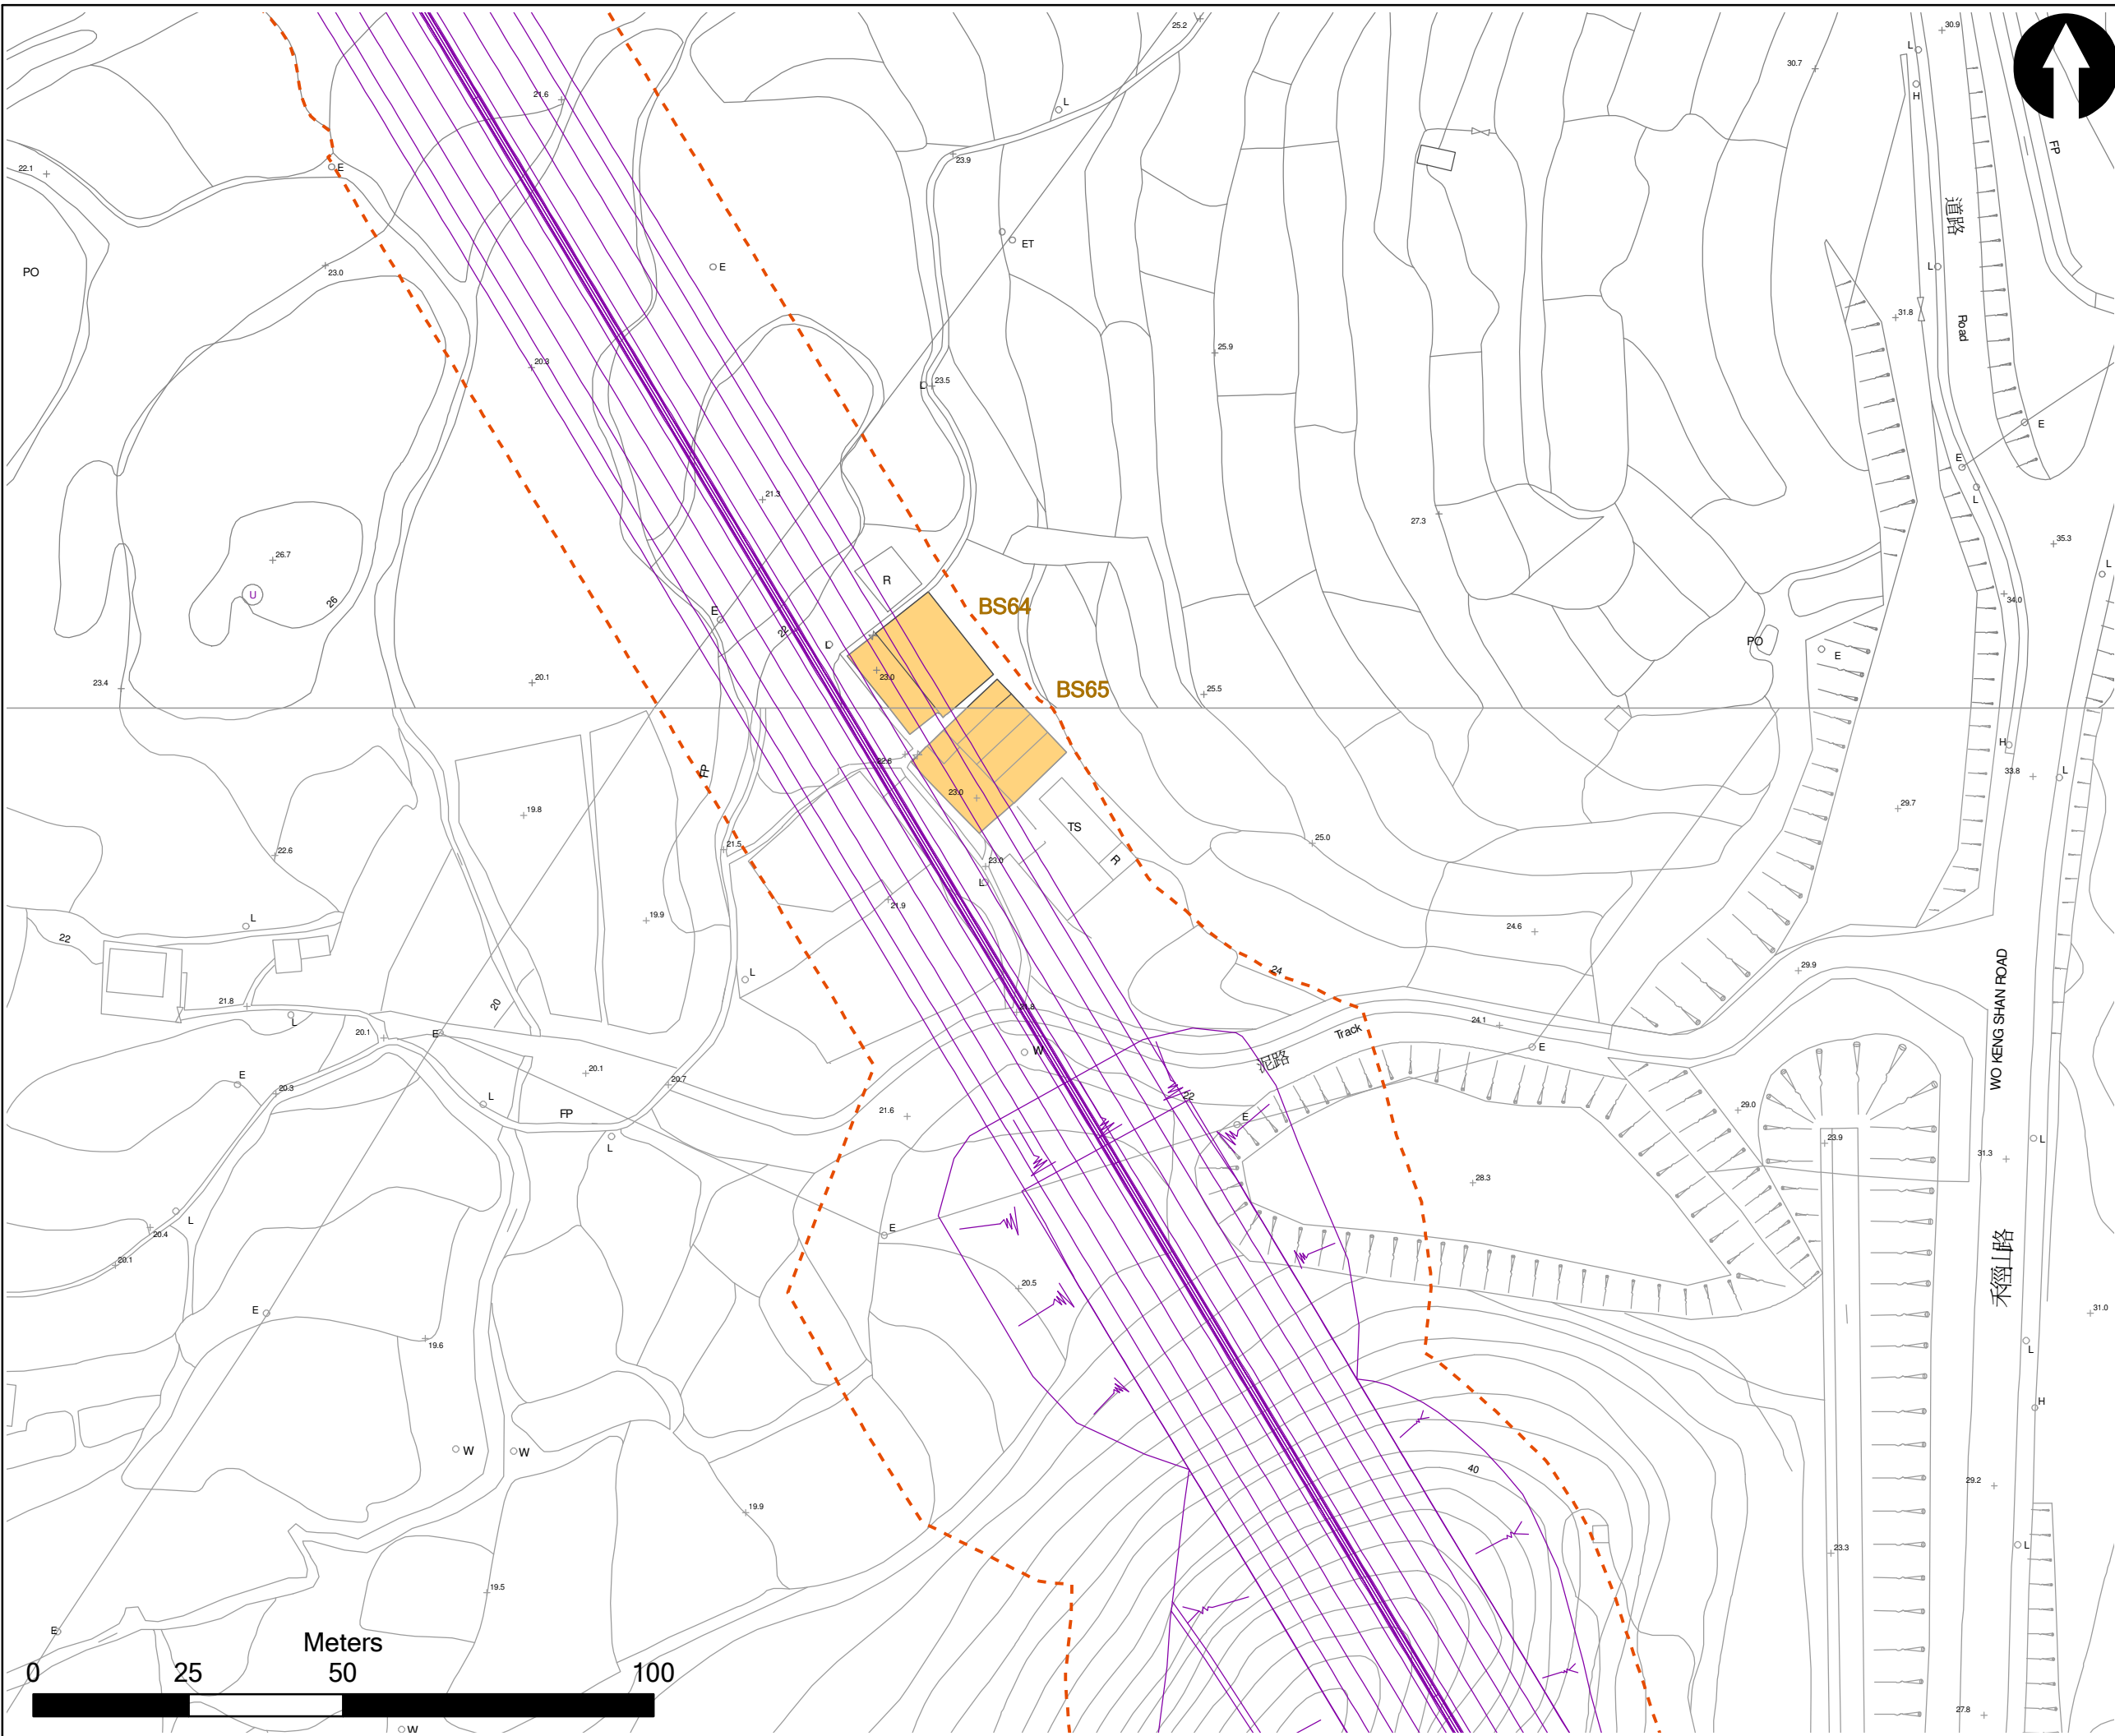 25.2
30.9
L
30.7
21.6
L
H
FP
22.1
E
23.9
道路
PO
23.0
E
ET
L
31.8
Road
20.3
25.9
L
23.5
E
E
21.3
L
27.3
35.3
26.7
R
L
U
26
E
BS64
34.0
22
L
PO
E
23.0
23.4
20.1
BS65
25.5
H
FP
22.6
33.8
L
23.0
19.8
29.7
TS
21.5
25.0
22.6
23.0
R
L
21.9
L
19.9
24.6
22
24
29.9
L
WO KENG SHAN ROAD
20
21.8
L
24.1
20.1
E
Track
泥路
E
W
E
20.1
20.7
20.3
22
L
FP
21.6
E
29.0
L
23.9
L
31.3
28.3
L
20.4
E
20.1
禾徑山路
20.5
E
31.0
19.6
L
H
W
W
40
29.2
19.9
L
23.3
19.5
E
Meters
0 25 50 100
27.8
W